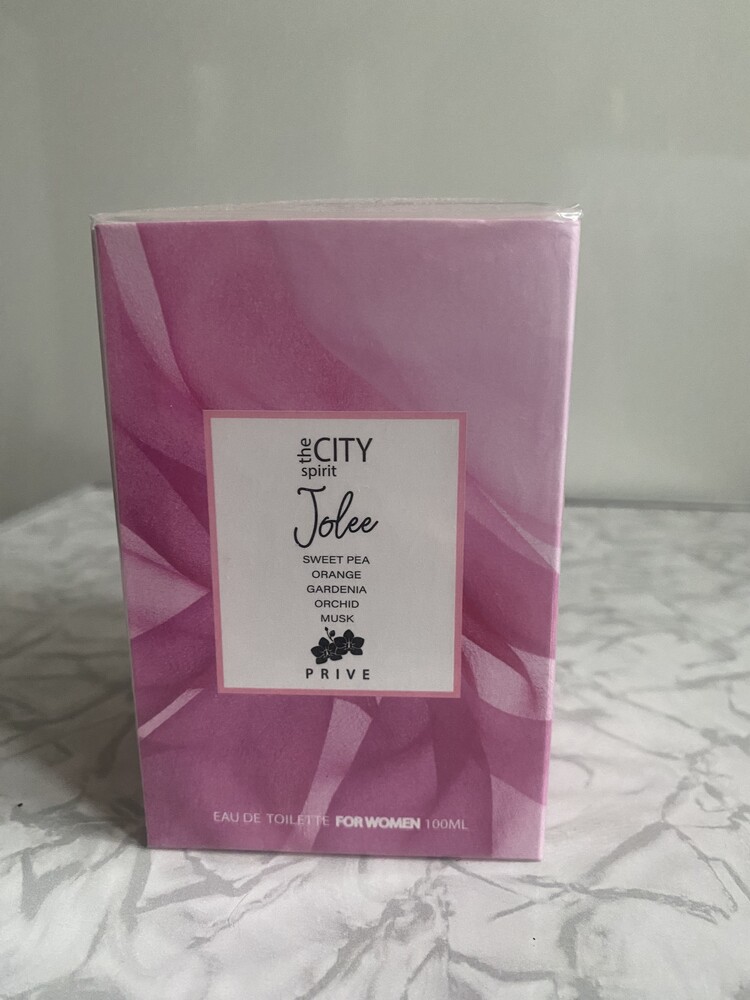 the CITY
spirit
Jolee
SWEET PEA
ORANGE
GARDENIA
ORCHID
MUSK
PRIVE
EAU DE TOILETTE FOR WOMEN 100ML